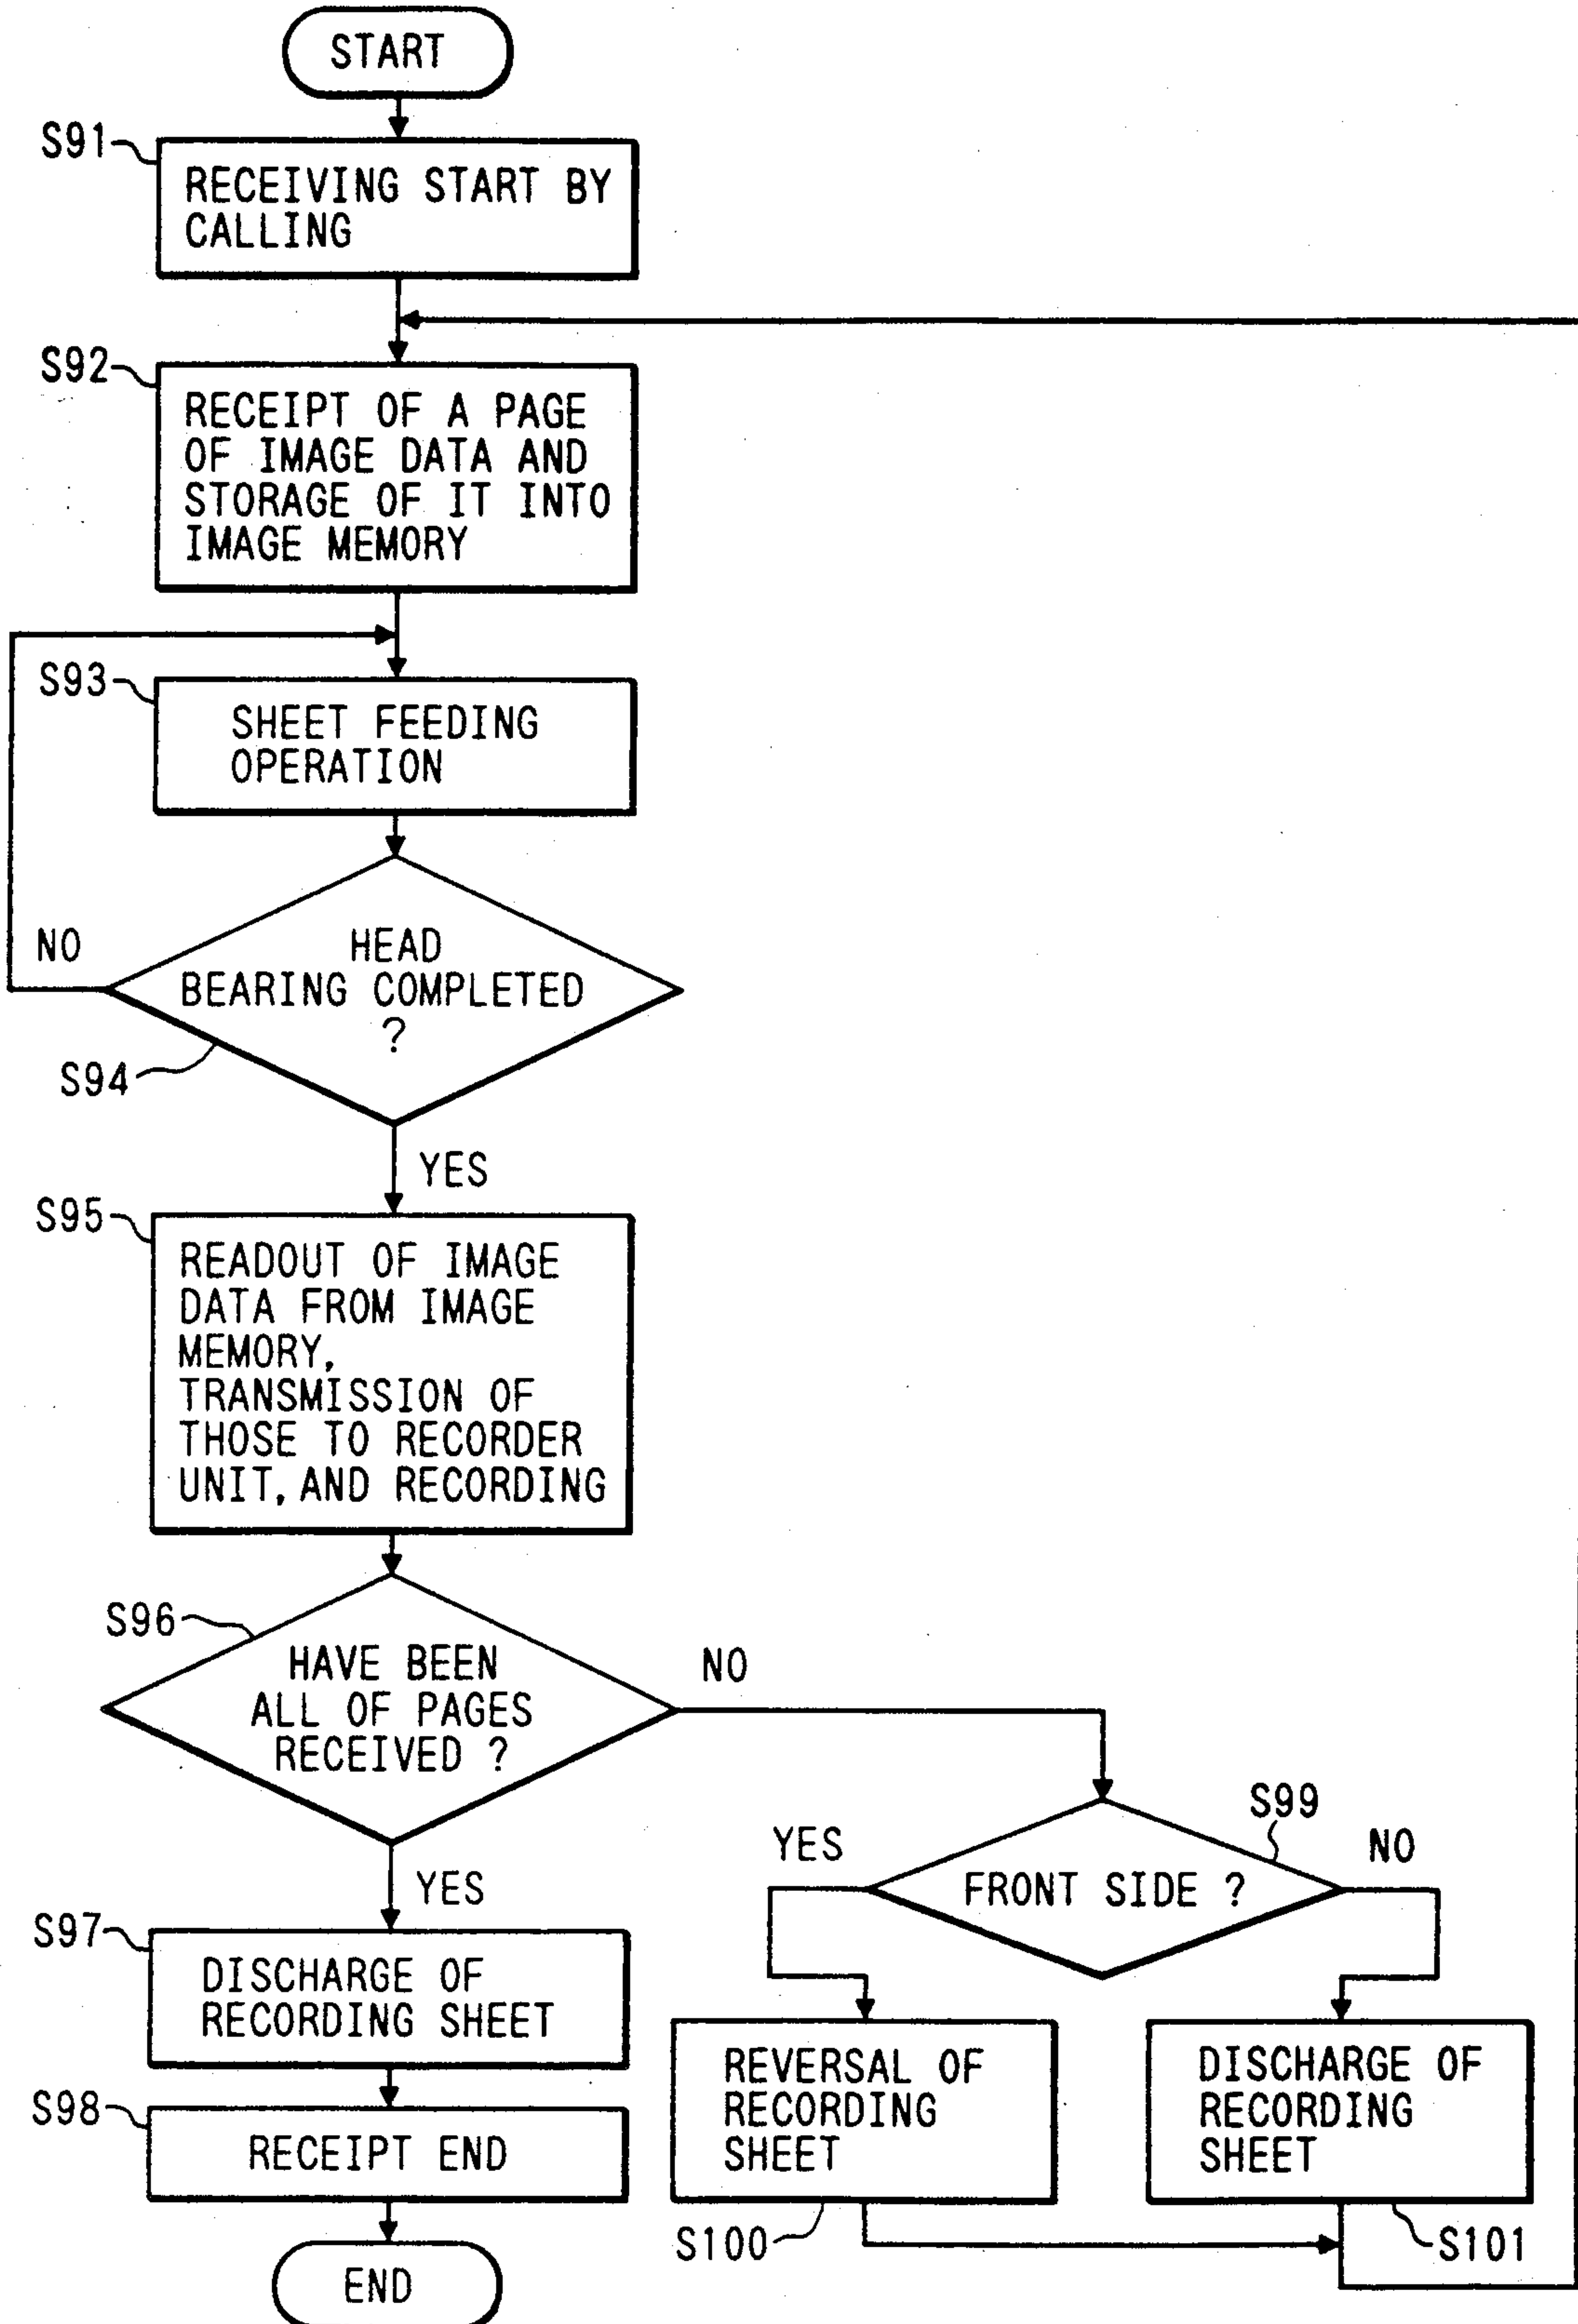 START
S91
RECEIVING START BY
CALLING
S92
RECEIPT OF A PAGE
OF IMAGE DATA AND
STORAGE OF IT INTO
IMAGE MEMORY
S93
SHEET FEEDING
OPERATION
NO
HEAD
BEARING COMPLETED
?
S94
YES
S95
READOUT OF IMAGE
DATA FROM IMAGE
MEMORY,
TRANSMISSION OF
THOSE TO RECORDER
UNIT, AND RECORDING
S96
HAVE BEEN
ALL OF PAGES
RECEIVED ?
NO
YES
S99
YES
FRONT SIDE ?
NO
S97
DISCHARGE OF
RECORDING SHEET
REVERSAL OF
RECORDING
SHEET
S100
DISCHARGE OF
RECORDING
SHEET
S101
S98
RECEIPT END
END